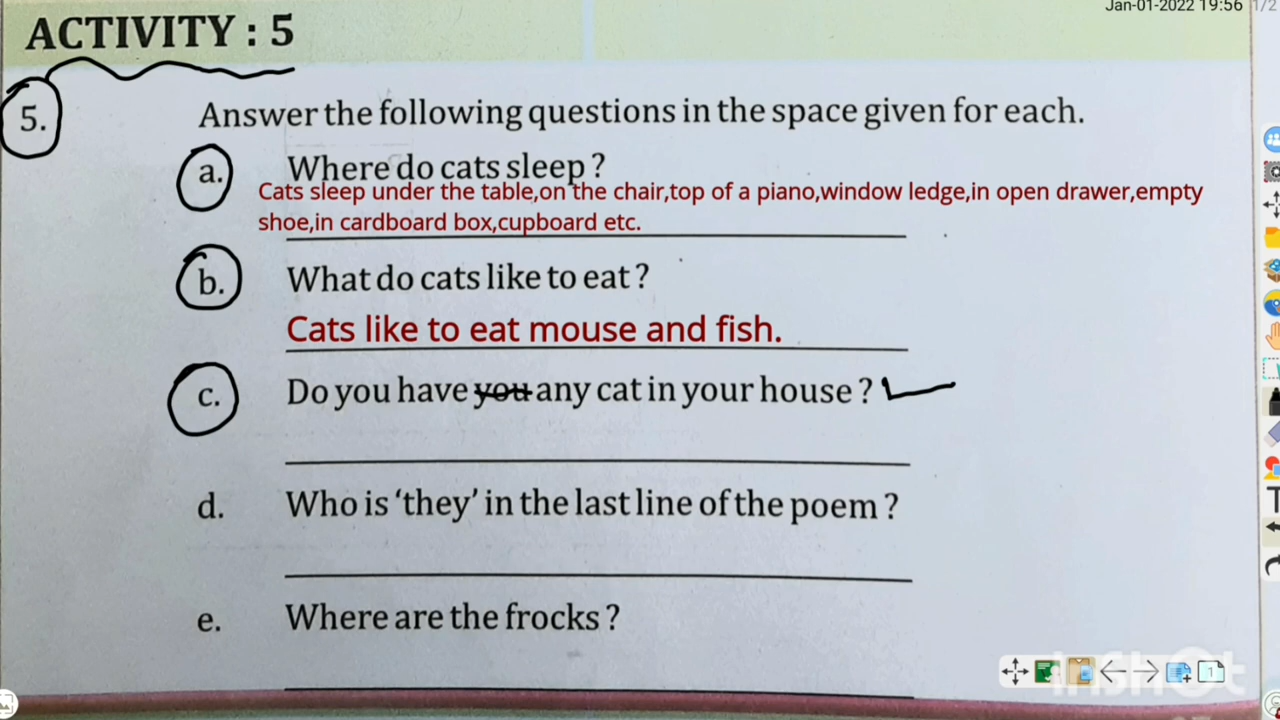 Jan-01-2022 19:56 1/2
ACTIVITY : 5
5. Answer the following questions in the space given for each.
a. Where do cats sleep ?
Cats sleep under the table,on the chair,top of a piano,window ledge,in open drawer,empty
shoe,in cardboard box,cupboard etc.
b. What do cats like to eat ?
Cats like to eat mouse and fish.
c. Do you have you any cat in your house ?
d. Who is ‘they’ in the last line of the poem ?
e. Where are the frocks ?
1
InShot